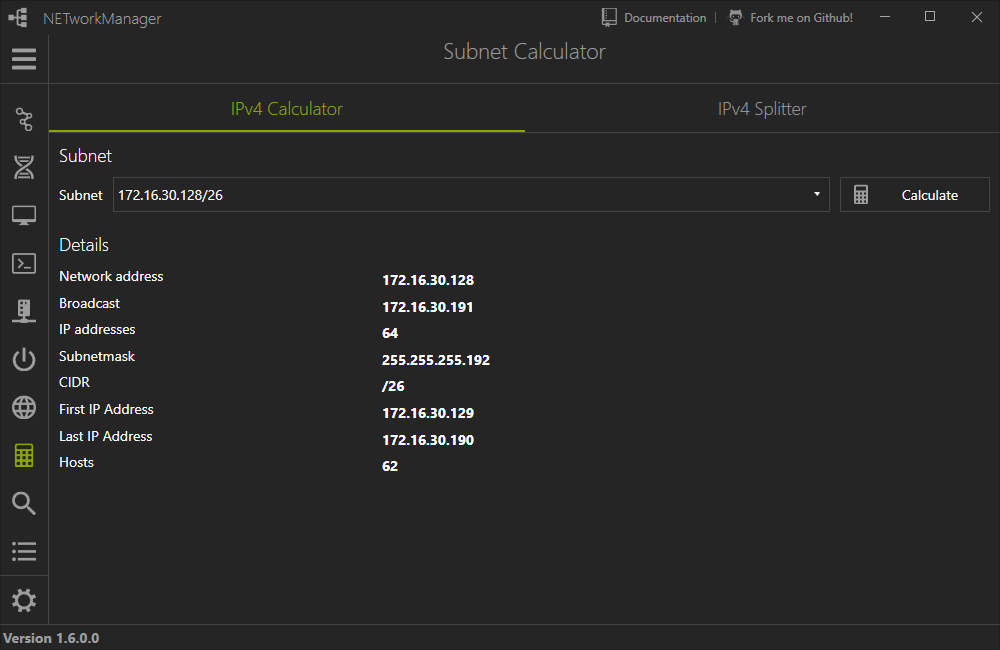 NETworkManager
Documentation | Fork me on Github!
Subnet Calculator
IPv4 Calculator
IPv4 Splitter
Subnet
Subnet 172.16.30.128/26 Calculate
Details
Network address 172.16.30.128
Broadcast 172.16.30.191
IP addresses 64
Subnetmask 255.255.255.192
CIDR /26
First IP Address 172.16.30.129
Last IP Address 172.16.30.190
Hosts 62
Version 1.6.0.0